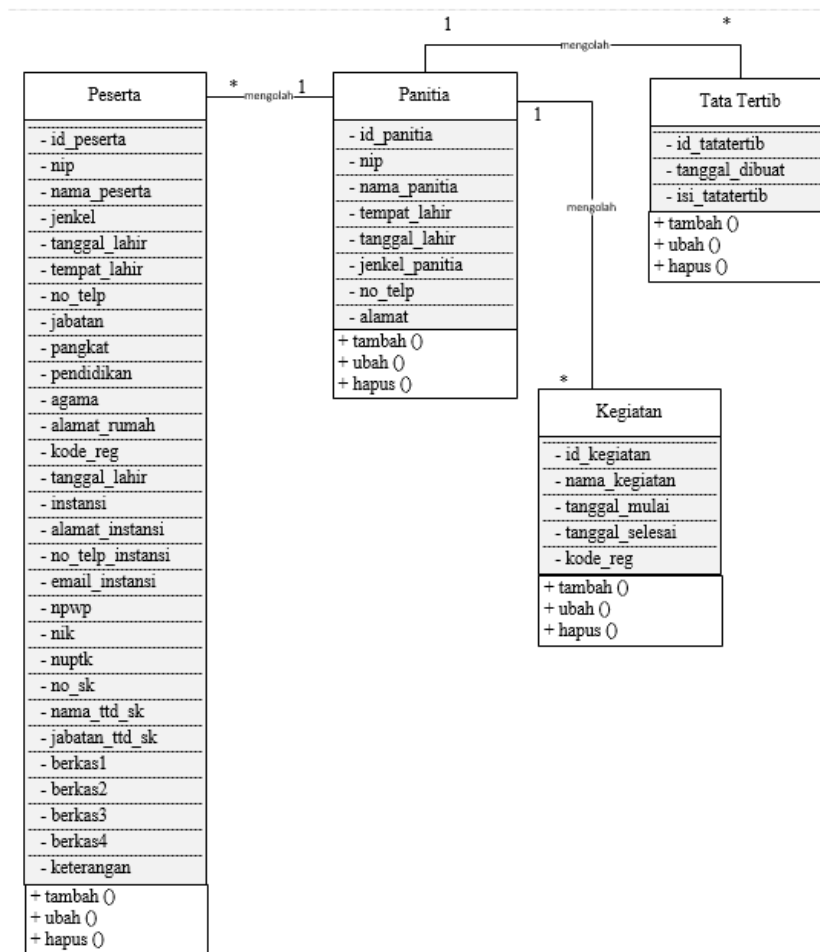 1
*
mengolah
Peserta
*
mengolah
1
Panitia
1
Tata Tertib
- id_peserta
- nip
- nama_peserta
- jenkel
- tanggal_lahir
- tempat_lahir
- no_telp
- jabatan
- pangkat
- pendidikan
- agama
- alamat_rumah
- kode_reg
- tanggal_lahir
- instansi
- alamat_instansi
- no_telp_instansi
- email_instansi
- npwp
- nik
- nuptk
- no_sk
- nama_ttd_sk
- jabatan_ttd_sk
- berkas1
- berkas2
- berkas3
- berkas4
- keterangan
+ tambah ()
+ ubah ()
+ hapus ()
- id_panitia
- nip
- nama_panitia
- tempat_lahir
- tanggal_lahir
- jenkel_panitia
- no_telp
- alamat
+ tambah ()
+ ubah ()
+ hapus ()
mengolah
- id_tatatertib
- tanggal_dibuat
- isi_tatatertib
+ tambah ()
+ ubah ()
+ hapus ()
*
Kegiatan
- id_kegiatan
- nama_kegiatan
- tanggal_mulai
- tanggal_selesai
- kode_reg
+ tambah ()
+ ubah ()
+ hapus ()